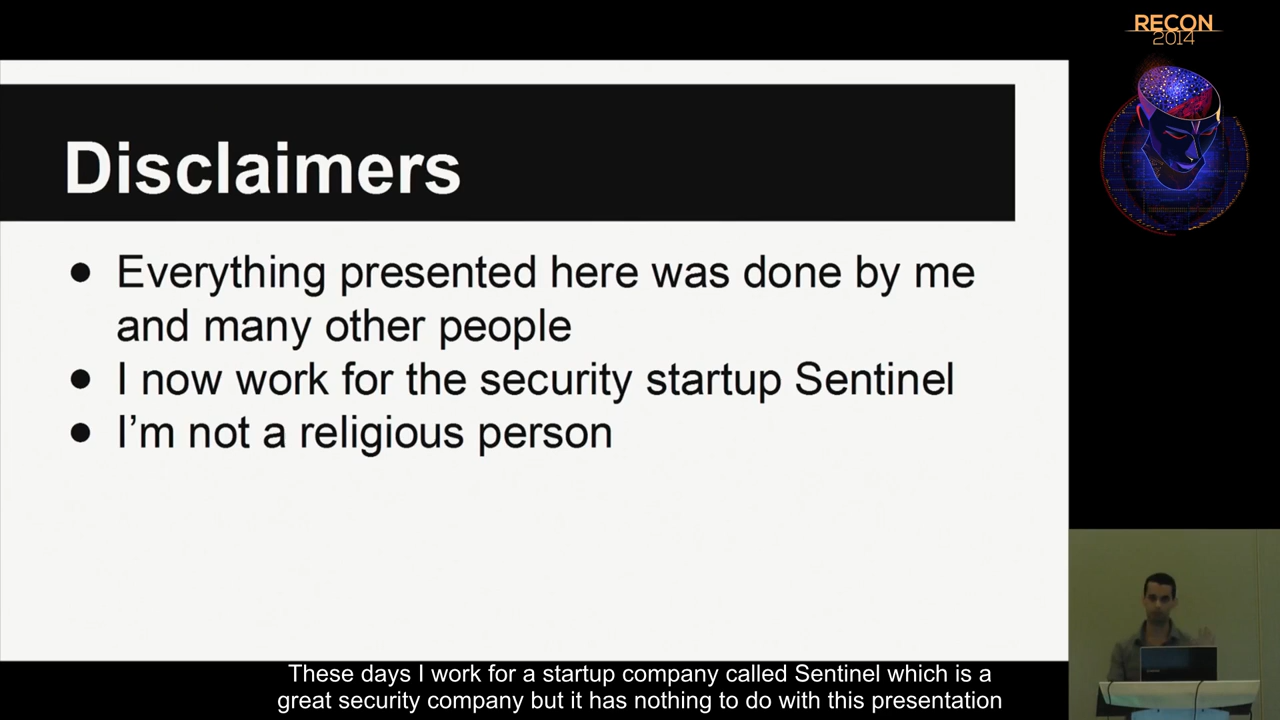 RECON
2014
Disclaimers
● Everything presented here was done by me
and many other people
● I now work for the security startup Sentinel
● I'm not a religious person
These days I work for a startup company called Sentinel which is a
great security company but it has nothing to do with this presentation